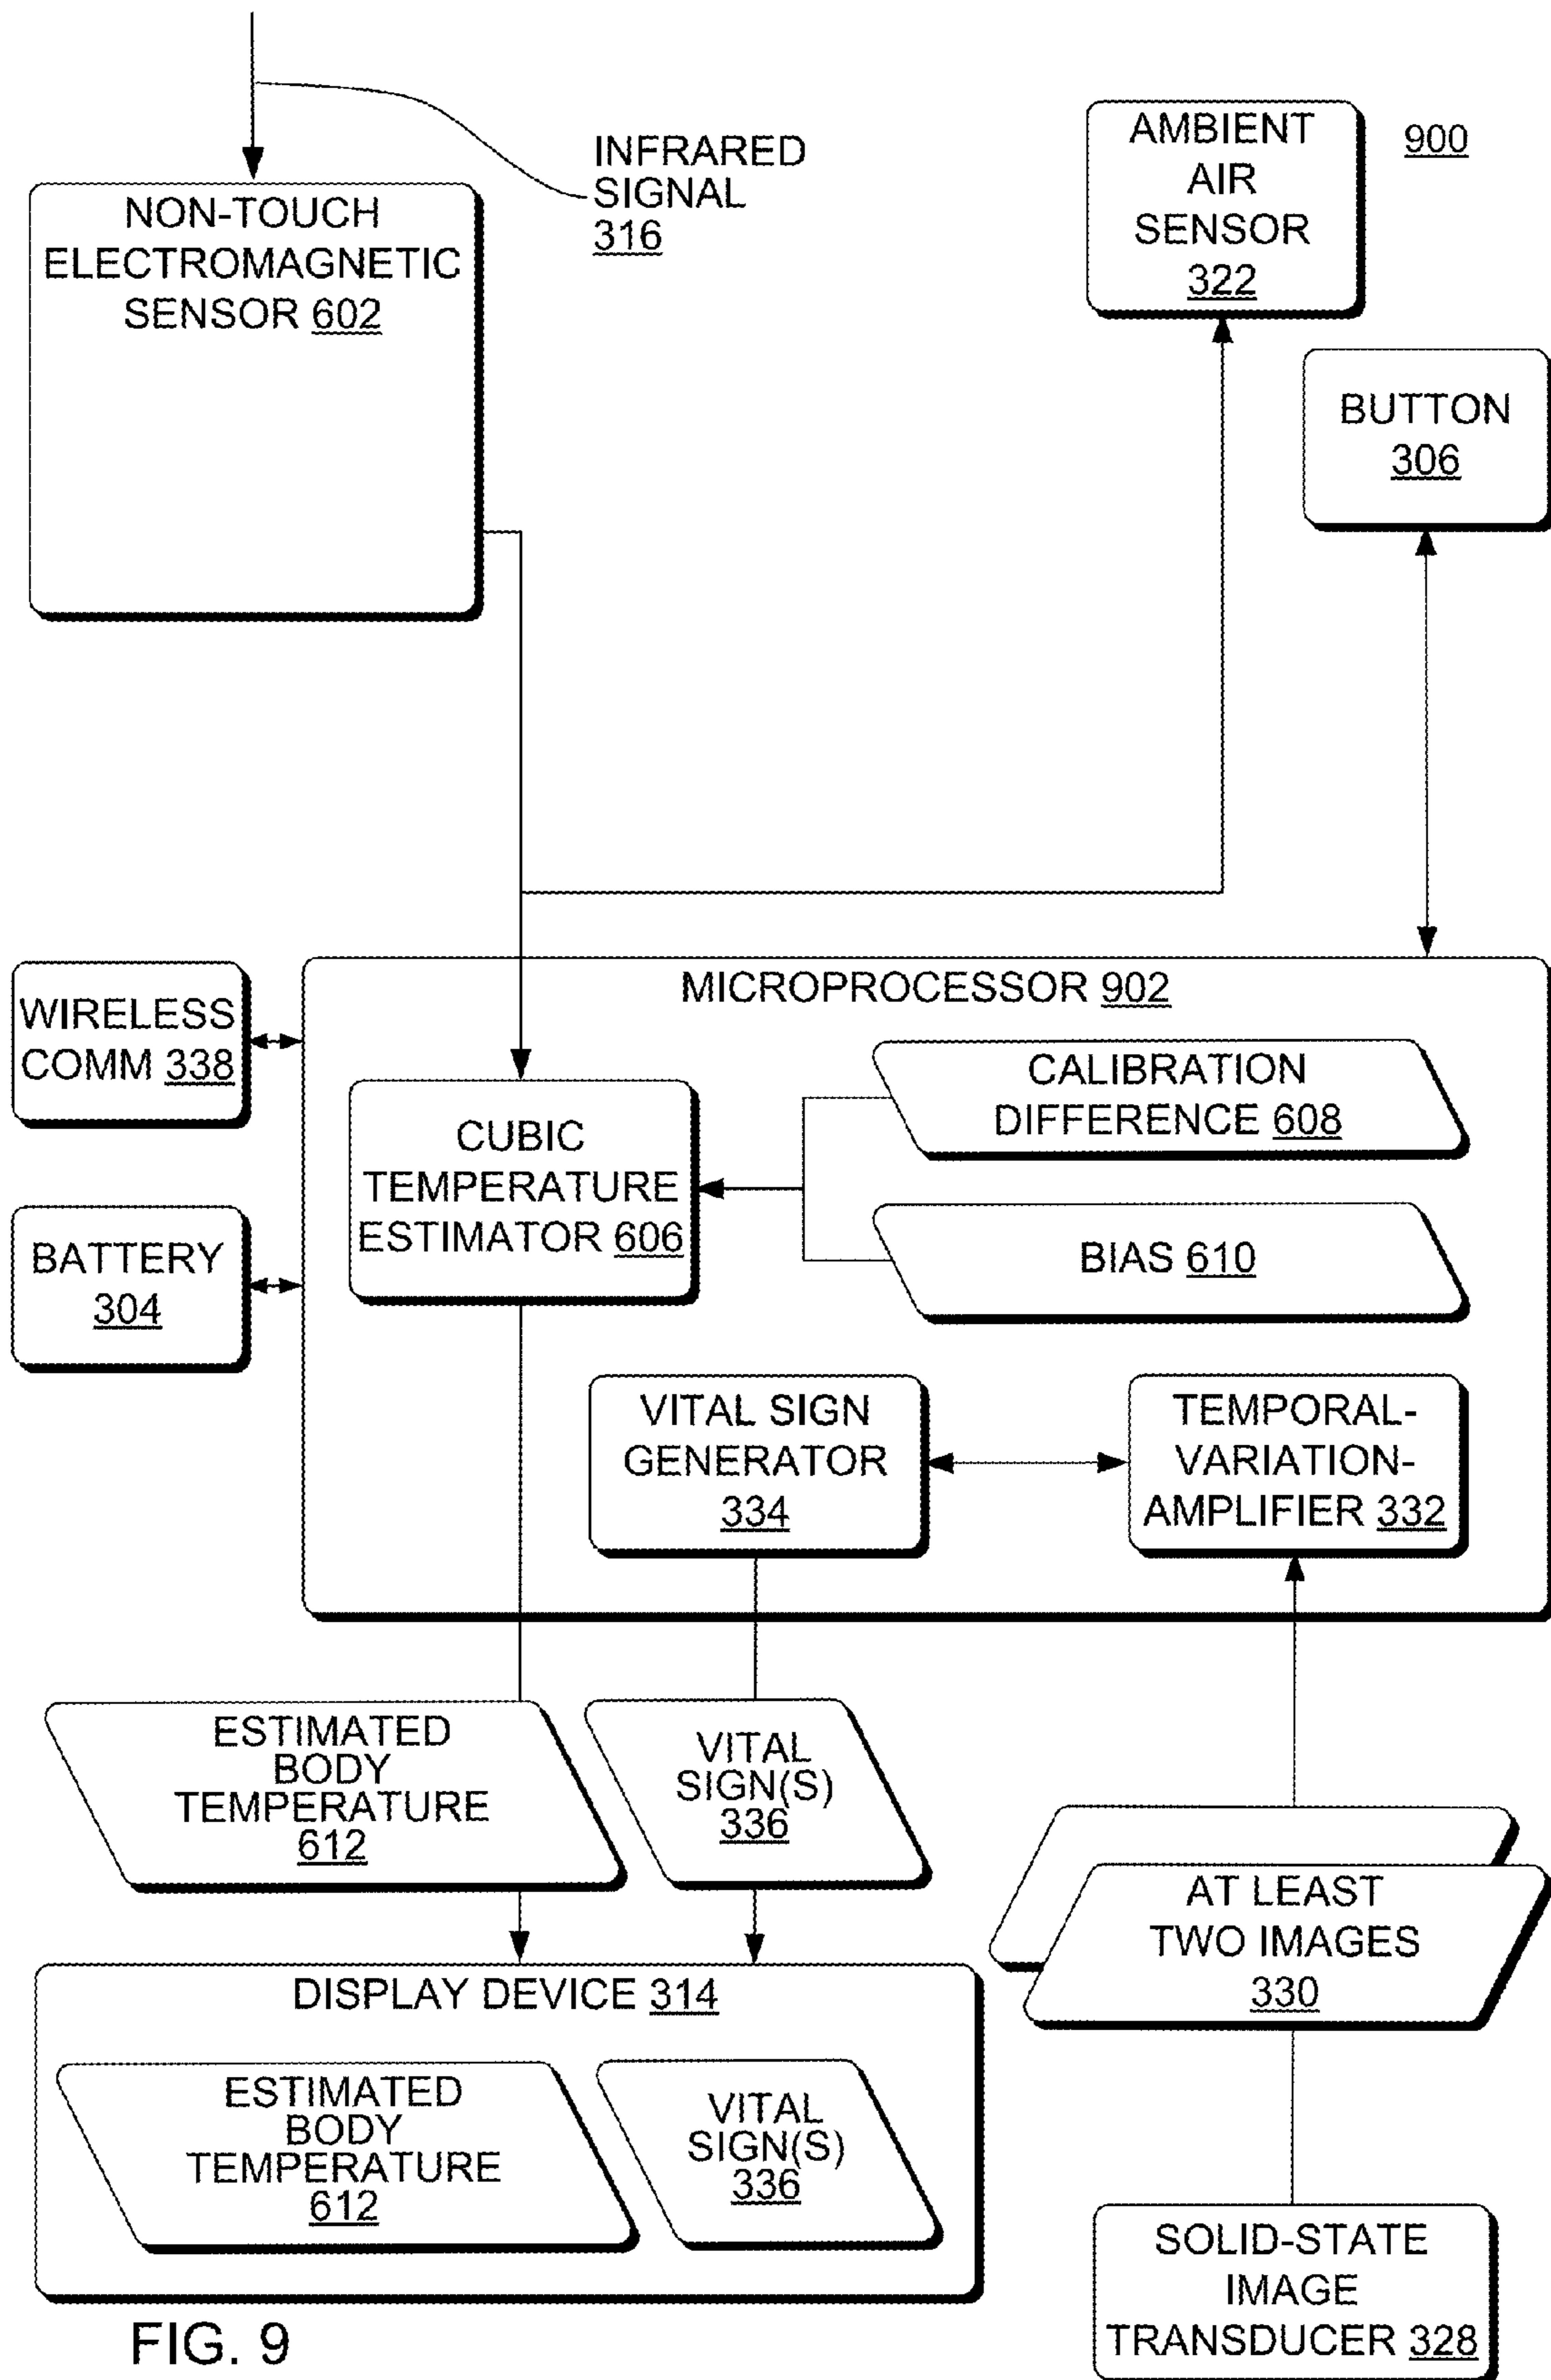 INFRARED
SIGNAL
316
NON-TOUCH
ELECTROMAGNETIC
SENSOR 602
AMBIENT
AIR
SENSOR
322
900
BUTTON
306
MICROPROCESSOR 902
WIRELESS
COMM 338
BATTERY
304
CUBIC
TEMPERATURE
ESTIMATOR 606
CALIBRATION
DIFFERENCE 608
BIAS 610
VITAL SIGN
GENERATOR
334
TEMPORAL-
VARIATION-
AMPLIFIER 332
ESTIMATED
BODY
TEMPERATURE
612
VITAL
SIGN(S)
336
AT LEAST
TWO IMAGES
330
DISPLAY DEVICE 314
ESTIMATED
BODY
TEMPERATURE
612
VITAL
SIGN(S)
336
SOLID-STATE
IMAGE
TRANSDUCER 328
FIG. 9